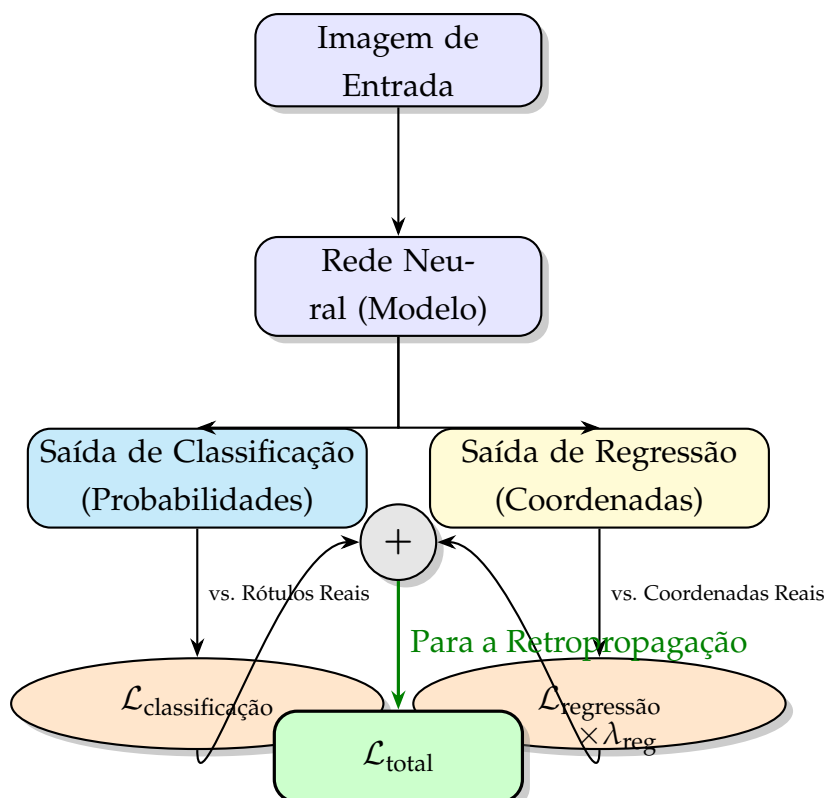 Imagem de
Entrada
Rede Neu-
ral (Modelo)
Saída de Classificação
(Probabilidades)
Saída de Regressão
(Coordenadas)
+
vs. Rótulos Reais
vs. Coordenadas Reais
Para a Retropropagação
ℒclassificação
ℒregressão
×λreg
ℒtotal